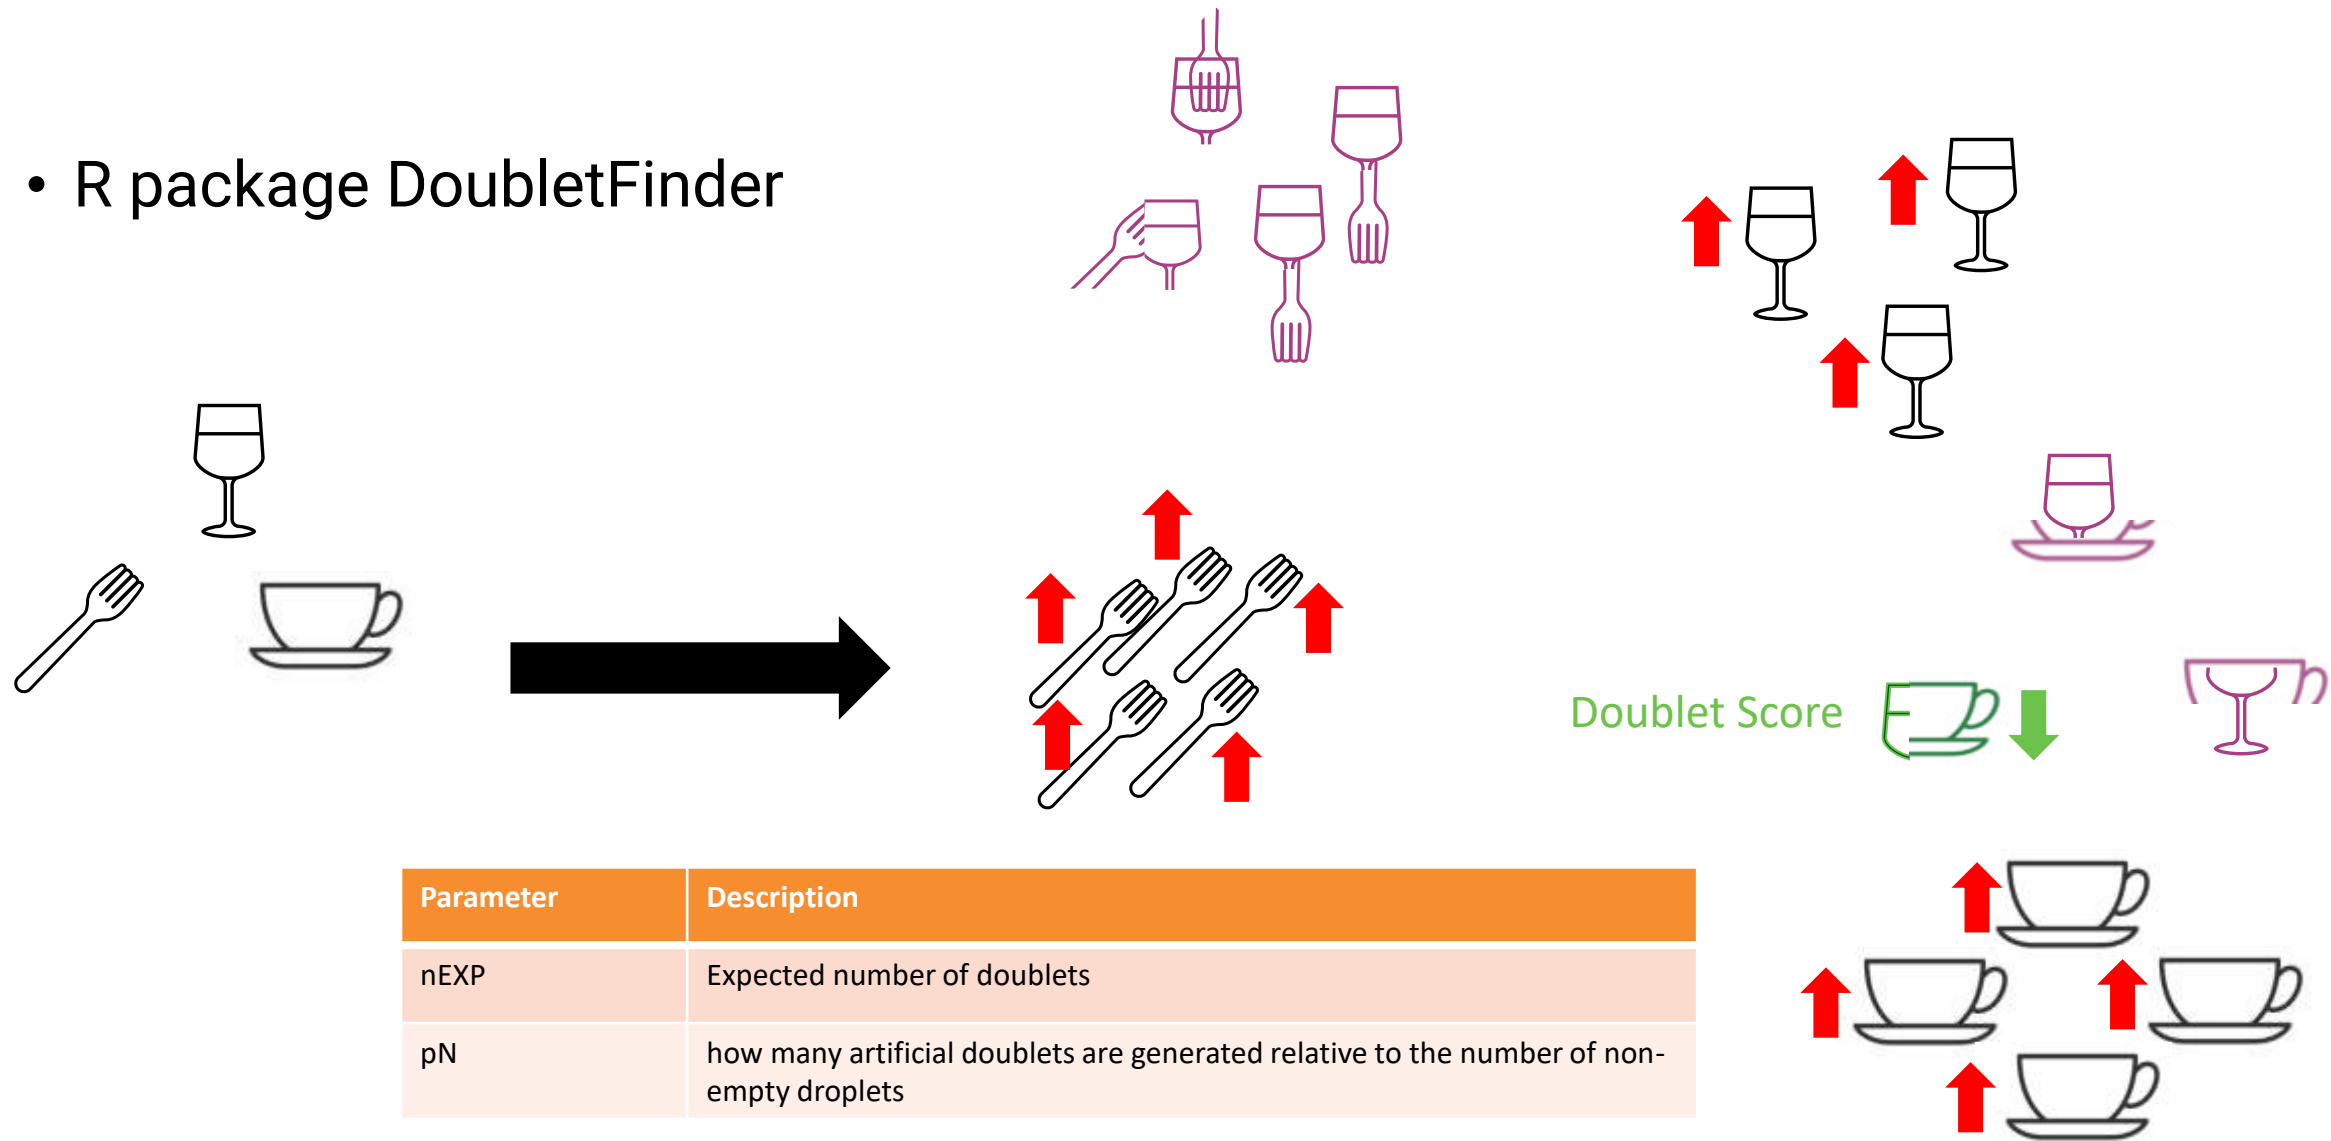 • R package DoubletFinder
Doublet Score
Parameter Description
nEXP Expected number of doublets
pN how many artificial doublets are generated relative to the number of non-
empty droplets